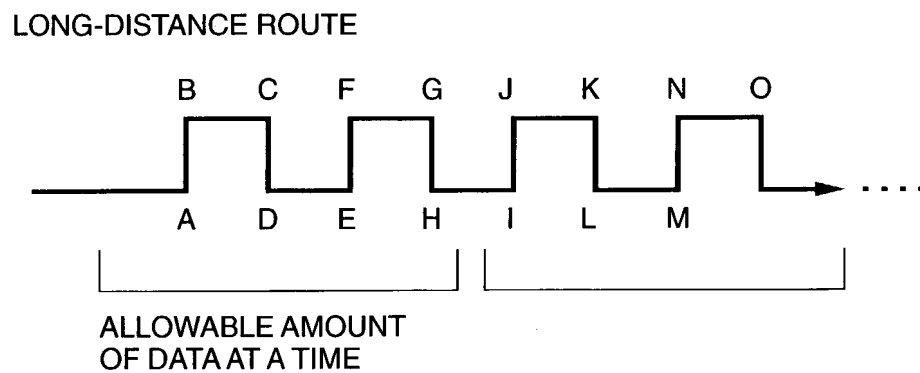 LONG-DISTANCE ROUTE
B C F G J K N O
A D E H I L M
ALLOWABLE AMOUNT
OF DATA AT A TIME